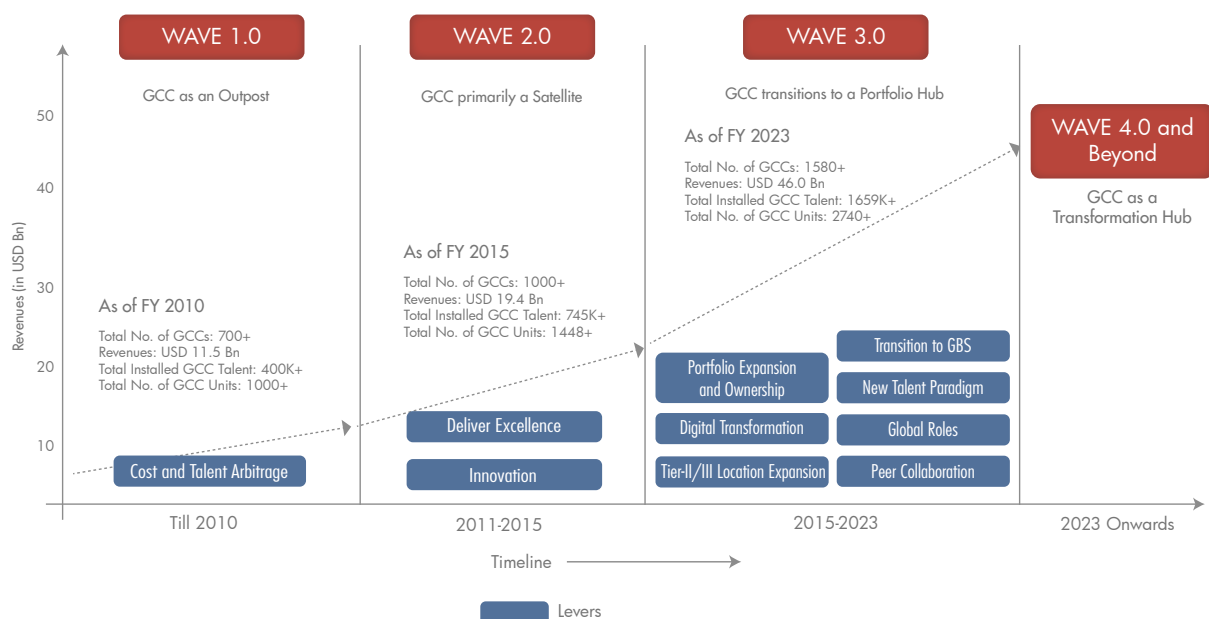 WAVE 1.0
WAVE 2.0
WAVE 3.0
GCC as an Outpost
GCC primarily a Satellite
GCC transitions to a Portfolio Hub
WAVE 4.0 and
Beyond
GCC as a
Transformation Hub
Revenues (in USD Bn)
50
40
30
20
10
As of FY 2010
Total No. of GCCs: 700+
Revenues: USD 11.5 Bn
Total Installed GCC Talent: 400K+
Total No. of GCC Units: 1000+
Cost and Talent Arbitrage
As of FY 2015
Total No. of GCCs: 1000+
Revenues: USD 19.4 Bn
Total Installed GCC Talent: 745K+
Total No. of GCC Units: 1448+
Deliver Excellence
Innovation
As of FY 2023
Total No. of GCCs: 1580+
Revenues: USD 46.0 Bn
Total Installed GCC Talent: 1659K+
Total No. of GCC Units: 2740+
Portfolio Expansion
and Ownership
Digital Transformation
Tier-II/III Location Expansion
Transition to GBS
New Talent Paradigm
Global Roles
Peer Collaboration
Till 2010
2011-2015
2015-2023
2023 Onwards
Timeline
Levers